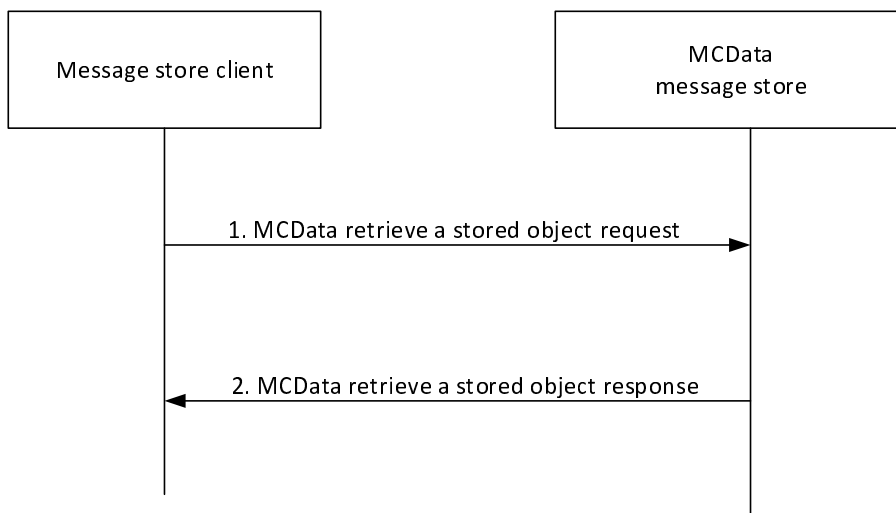 Message store client
MCData
message store
1. MCData retrieve a stored object request
2. MCData retrieve a stored object response